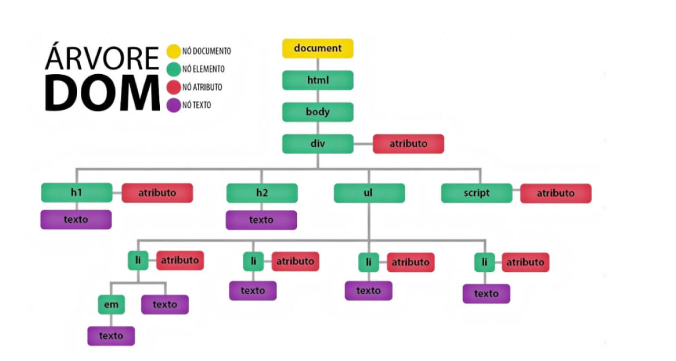 ÁRVORE
DOM
NÓ DOCUMENTO
NÓ ELEMENTO
NÓ ATRIBUTO
NÓ TEXTO
document
html
body
div
atributo
h1
atributo
h2
ul
script
atributo
texto
texto
li
atributo
li
atributo
li
atributo
li
atributo
em
texto
texto
texto
texto
texto